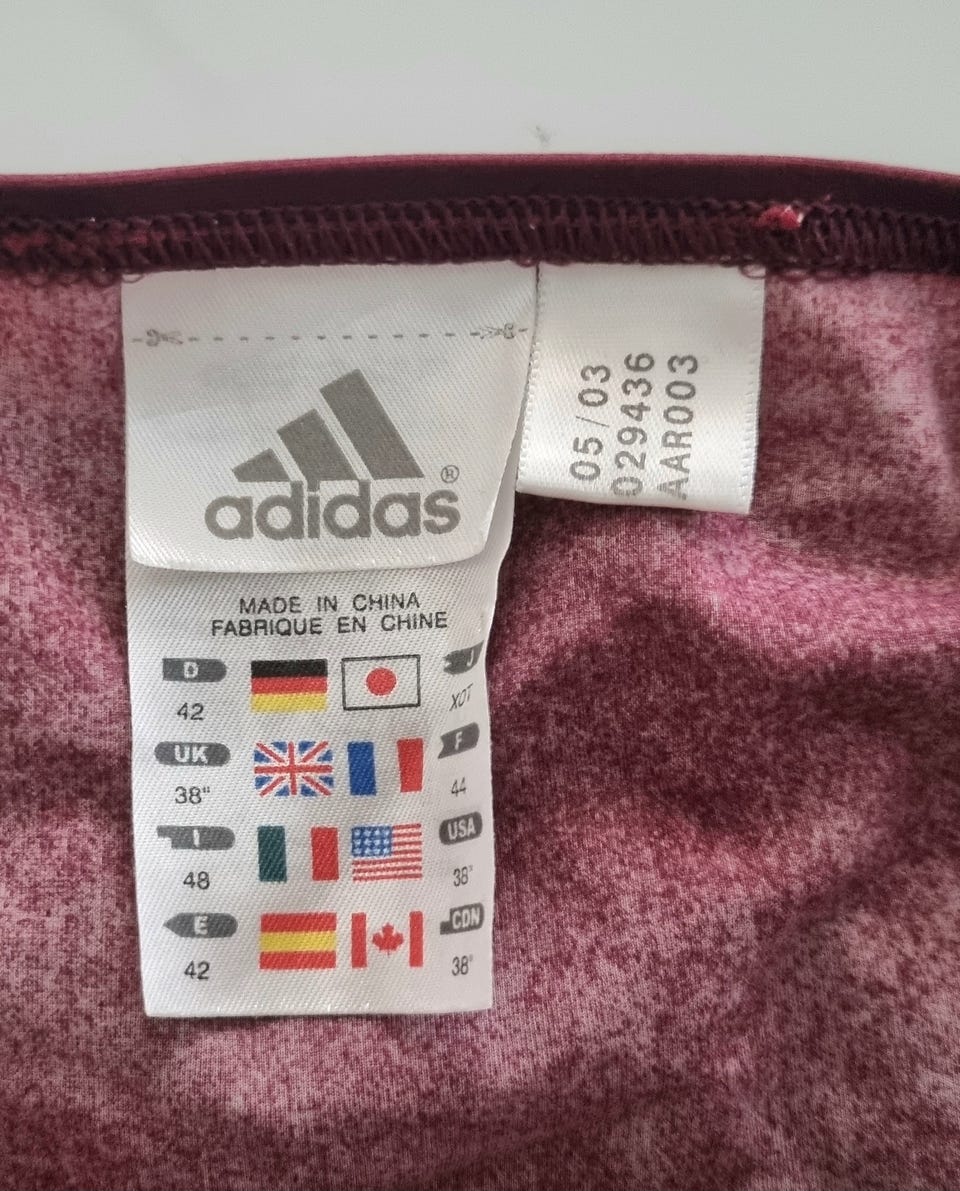 adidas®
05/03
029436
AAR003
MADE IN CHINA
FABRIQUE EN CHINE
D J
42 XOT
UK F
38" 44
I USA
48 38"
E CDN
42 38"